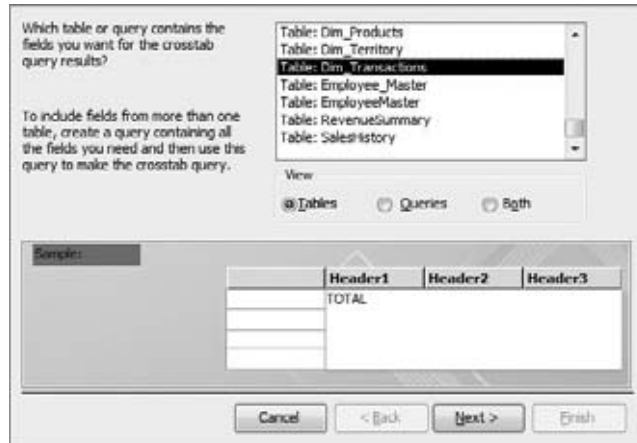 Which table or query contains the
fields you want for the crosstab
query results?
To include fields from more than one
table, create a query containing all
the fields you need and then use this
query to make the crosstab query.
Table: Dim_Products
Table: Dim_Territory
Table: Dim_Transactions
Table: Employee_Master
Table: EmployeeMaster
Table: RevenueSummary
Table: SalesHistory
View
Tables Queries Both
Sample:
Header1 Header2 Header3
TOTAL
Cancel < Back Next > Finish